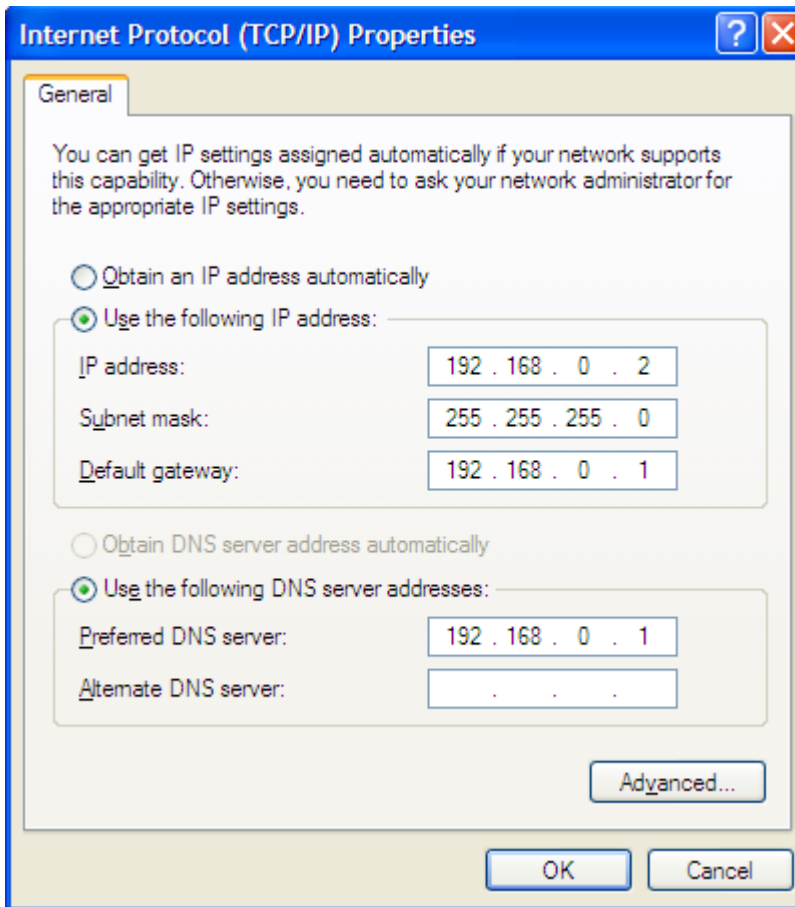 Internet Protocol (TCP/IP) Properties
General
You can get IP settings assigned automatically if your network supports
this capability. Otherwise, you need to ask your network administrator for
the appropriate IP settings.
Obtain an IP address automatically
Use the following IP address:
IP address: 192 . 168 . 0 . 2
Subnet mask: 255 . 255 . 255 . 0
Default gateway: 192 . 168 . 0 . 1
Obtain DNS server address automatically
Use the following DNS server addresses:
Preferred DNS server: 192 . 168 . 0 . 1
Alternate DNS server: . . .
Advanced...
OK Cancel